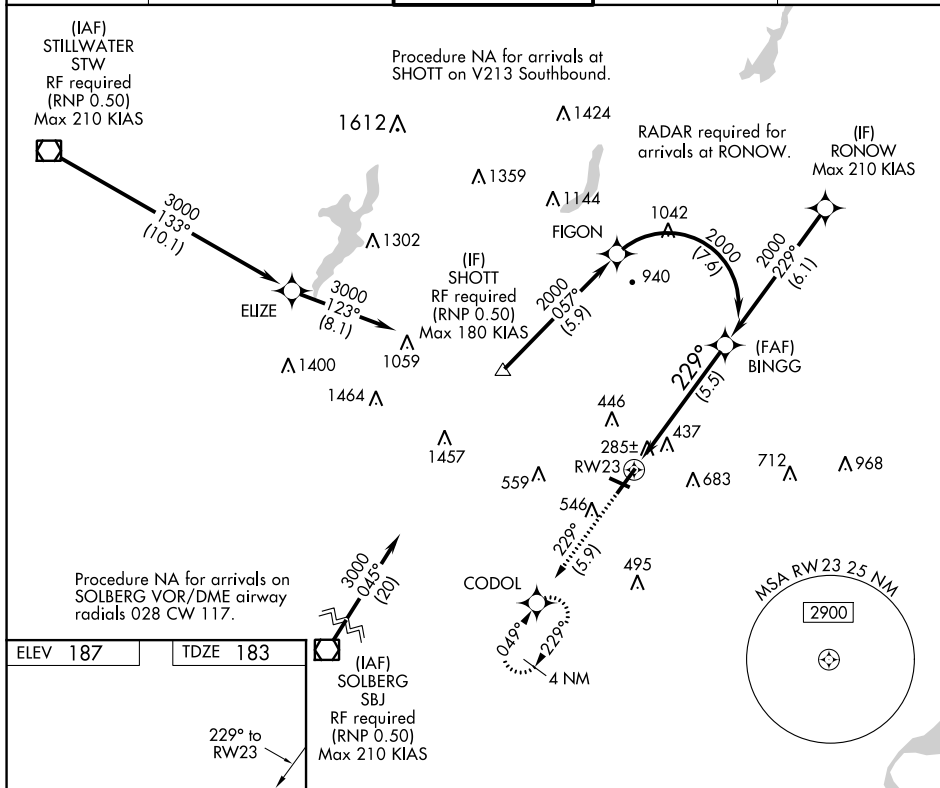 (IAF)
STILLWATER
STW
RF required
(RNP 0.50)
Max 210 KIAS
Procedure NA for arrivals at
SHOTT on V213 Southbound.
1612
1424
RADAR required for
arrivals at RONOW.
(IF)
RONOW
Max 210 KIAS
1359
1144
3000
133°
(10.1)
1302
FIGON
1042
2000
(7.6)
2000
229°
(6.1)
(IF)
SHOTT
RF required
(RNP 0.50)
Max 180 KIAS
940
2000
057°
(5.9)
ELIZE
3000
123°
(8.1)
1059
1400
1464
(FAF)
BINGG
229°
(5.5)
446
437
285±
RW23
1457
559
683
712
968
546
229°
(5.9)
495
3000
045°
(20)
Procedure NA for arrivals on
SOLBERG VOR/DME airway
radials 028 CW 117.
CODOL
049°
229°
4 NM
MSA RW 23 25 NM
2900
ELEV 187
TDZE 183
(IAF)
SOLBERG
SBJ
RF required
(RNP 0.50)
Max 210 KIAS
229° to
RW23